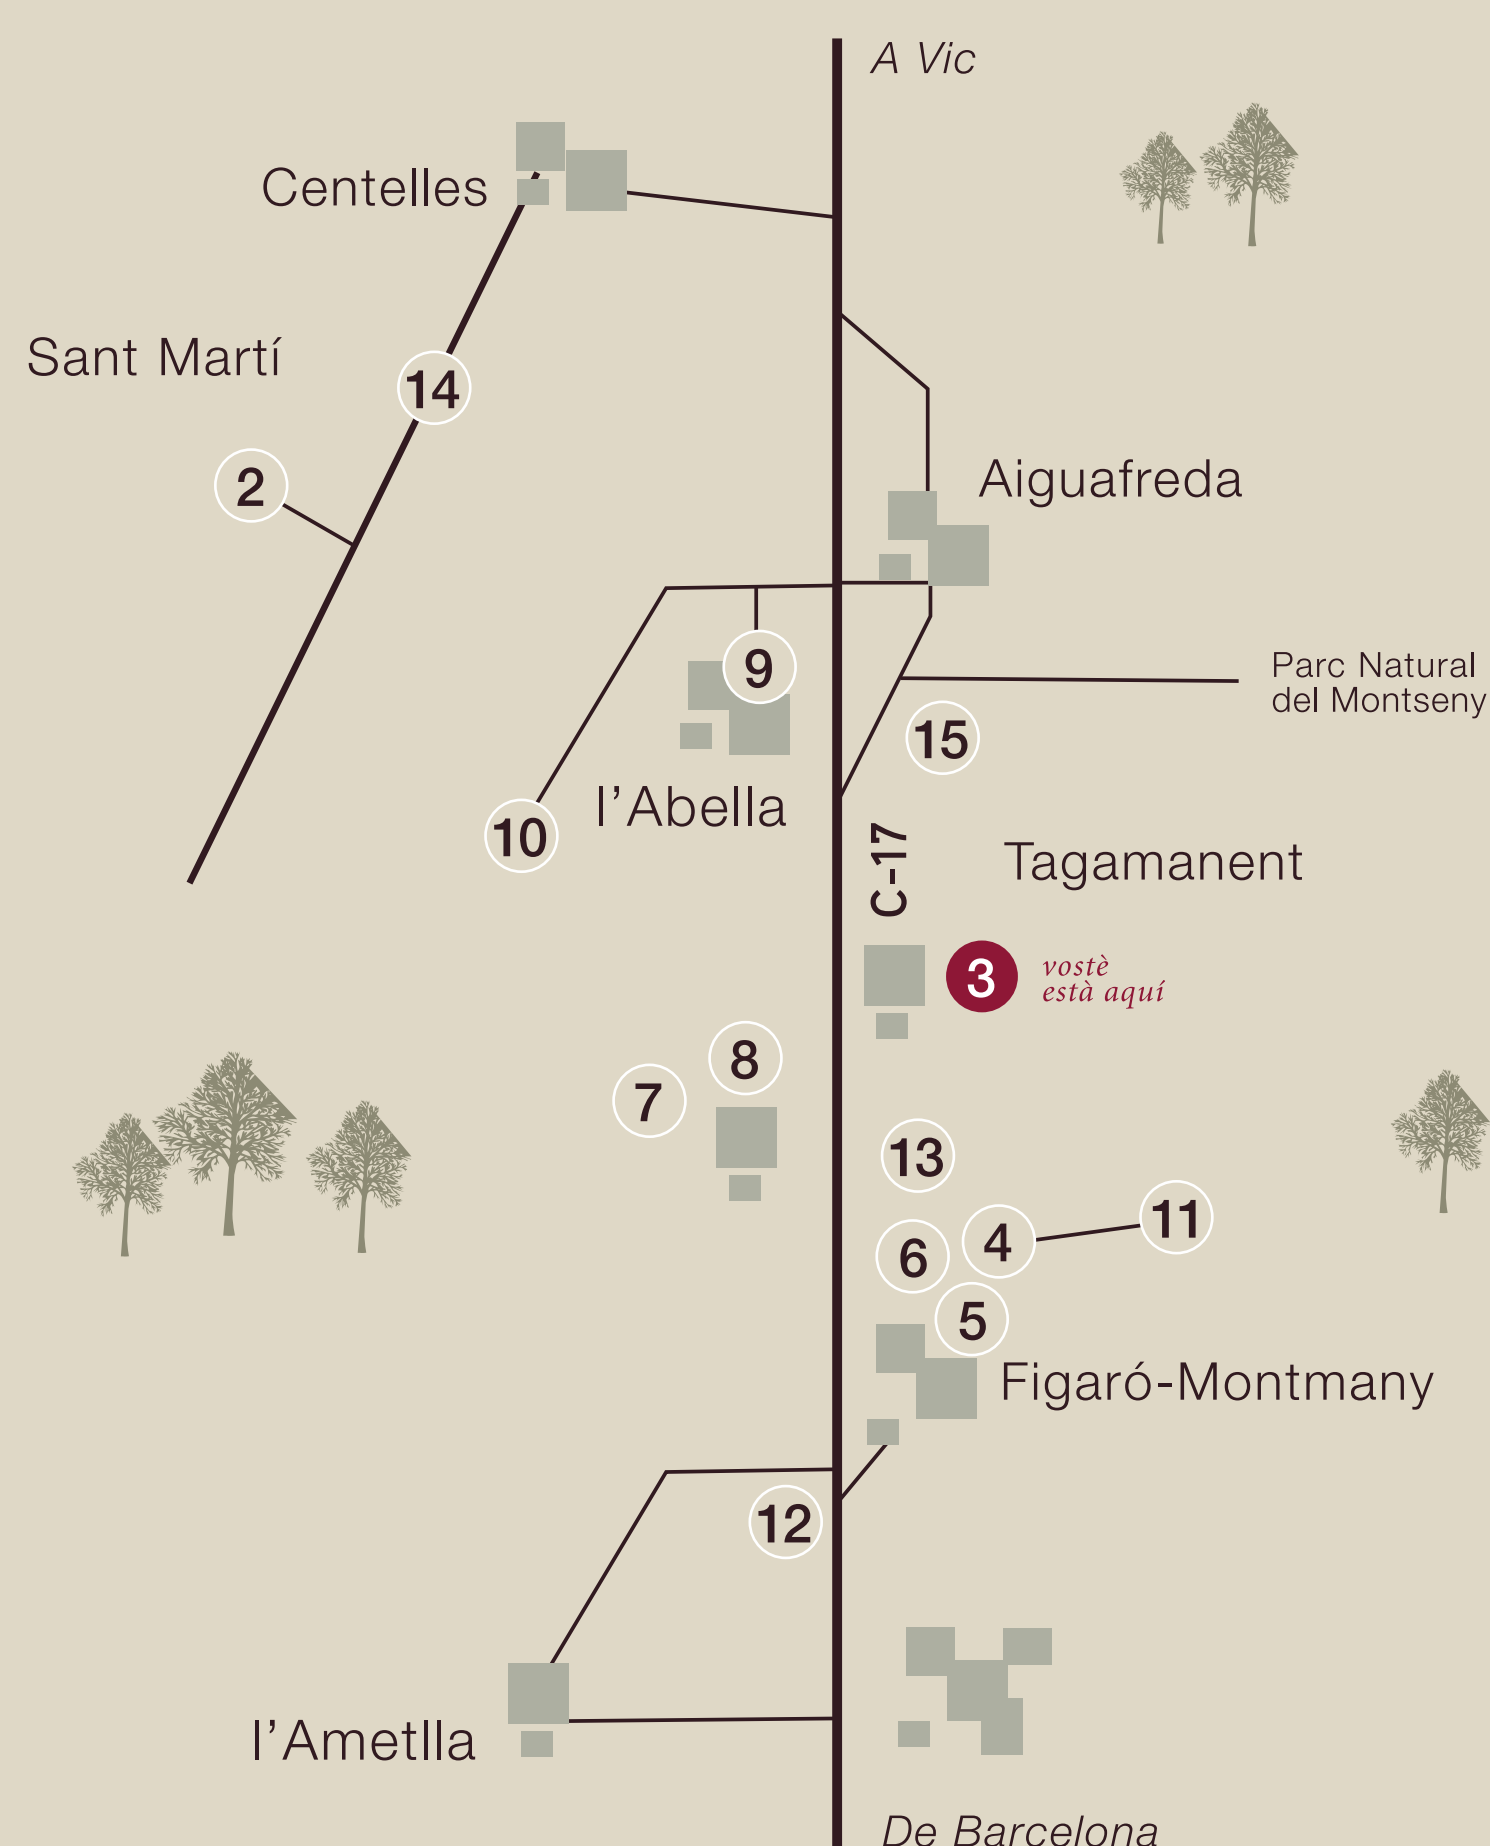 A Vic
Centelles
Sant Martí
14
2
Aiguafreda
9
Parc Natural
del Montseny
15
l’Abella
10
C-17
Tagamanent
3
vostè
està aquí
8
7
13
11
4
6
5
Figaró-Montmany
12
l’Ametlla
De Barcelona